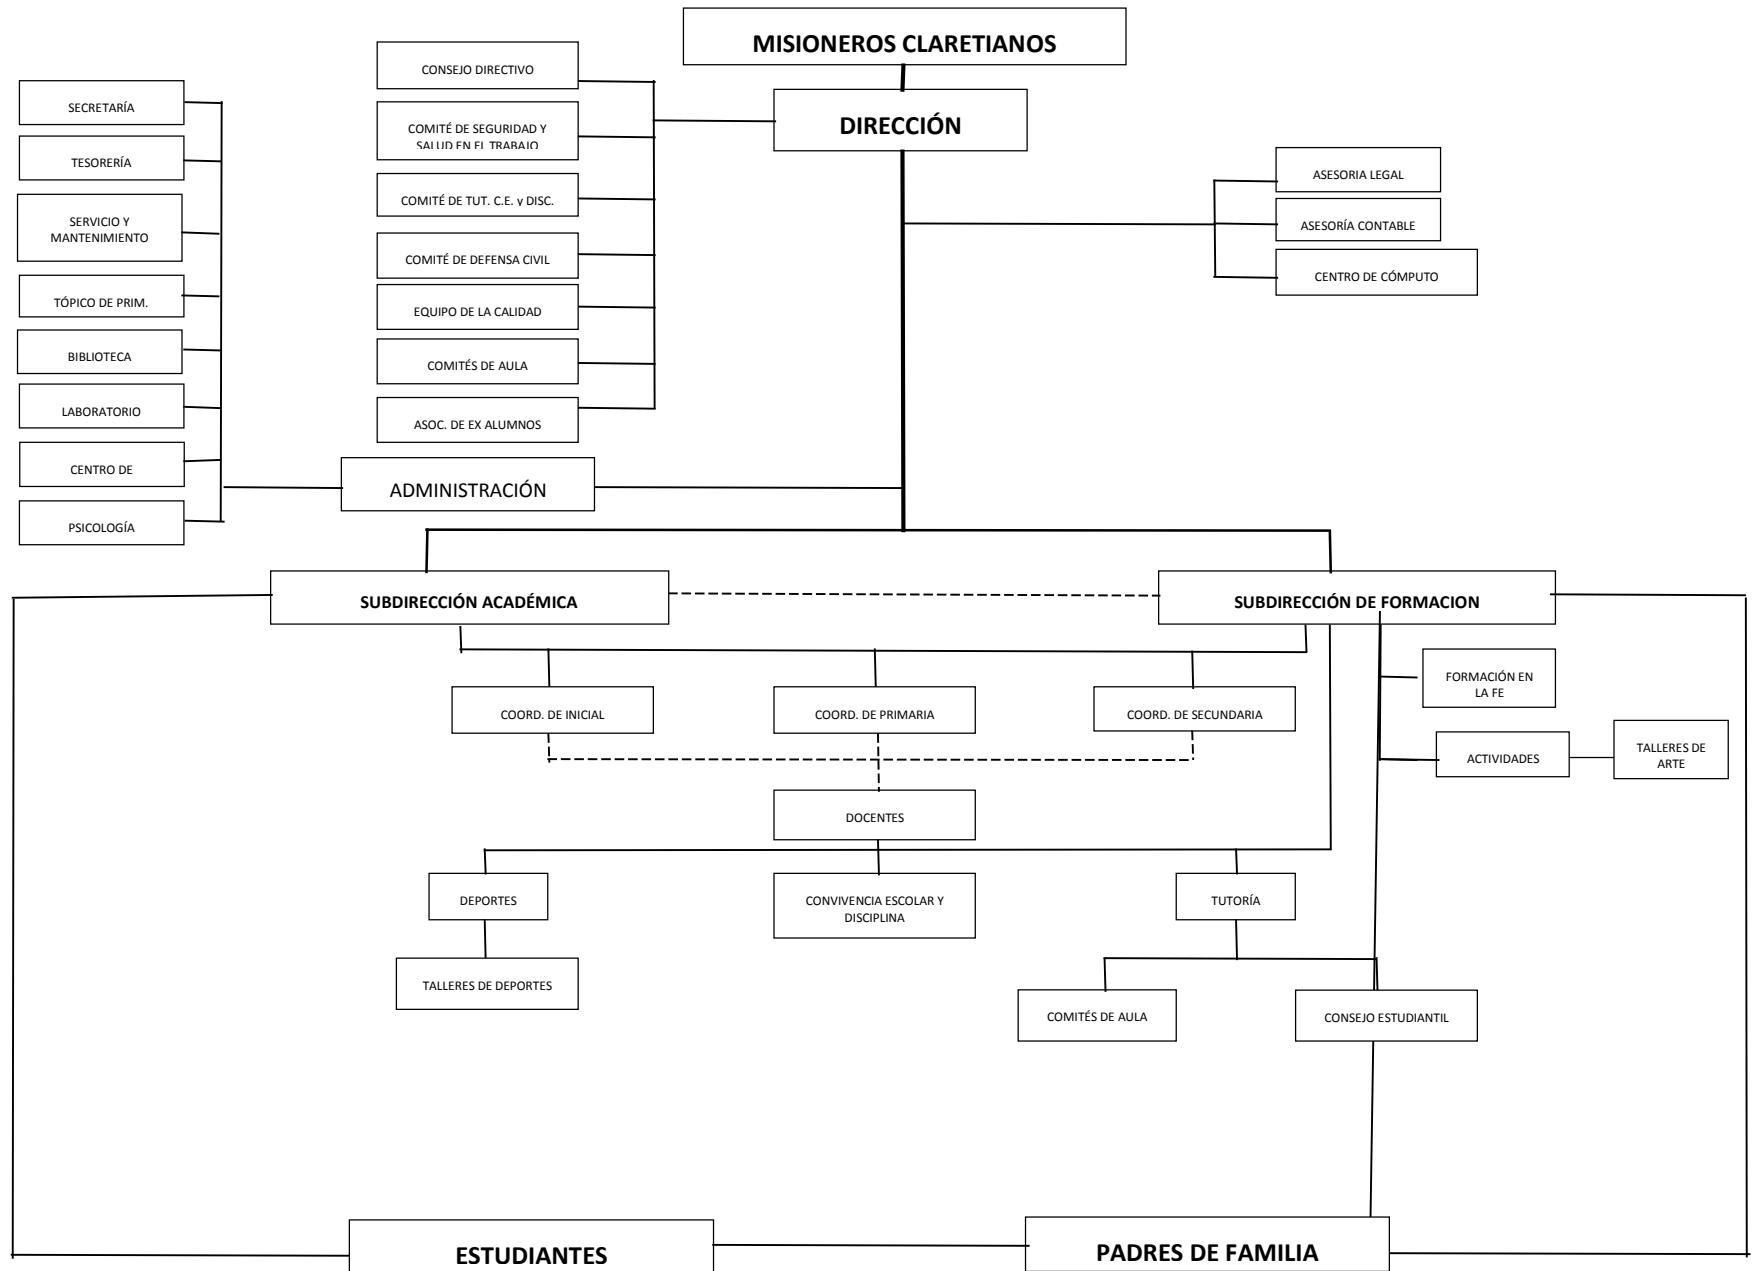 MISIONEROS CLARETIANOS
DIRECCIÓN
CONSEJO DIRECTIVO
COMITÉ DE SEGURIDAD Y
SALUD EN EL TRABAJO
COMITÉ DE TUT. C.E. y DISC.
COMITÉ DE DEFENSA CIVIL
EQUIPO DE LA CALIDAD
COMITÉS DE AULA
ASOC. DE EX ALUMNOS
SECRETARÍA
TESORERÍA
SERVICIO Y
MANTENIMIENTO
TÓPICO DE PRIM.
BIBLIOTECA
LABORATORIO
CENTRO DE
PSICOLOGÍA
ASESORIA LEGAL
ASESORÍA CONTABLE
CENTRO DE CÓMPUTO
ADMINISTRACIÓN
SUBDIRECCIÓN ACADÉMICA
SUBDIRECCIÓN DE FORMACION
COORD. DE INICIAL
COORD. DE PRIMARIA
COORD. DE SECUNDARIA
FORMACIÓN EN
LA FE
ACTIVIDADES
TALLERES DE
ARTE
DOCENTES
DEPORTES
CONVIVENCIA ESCOLAR Y
DISCIPLINA
TUTORÍA
TALLERES DE DEPORTES
COMITÉS DE AULA
CONSEJO ESTUDIANTIL
ESTUDIANTES
PADRES DE FAMILIA